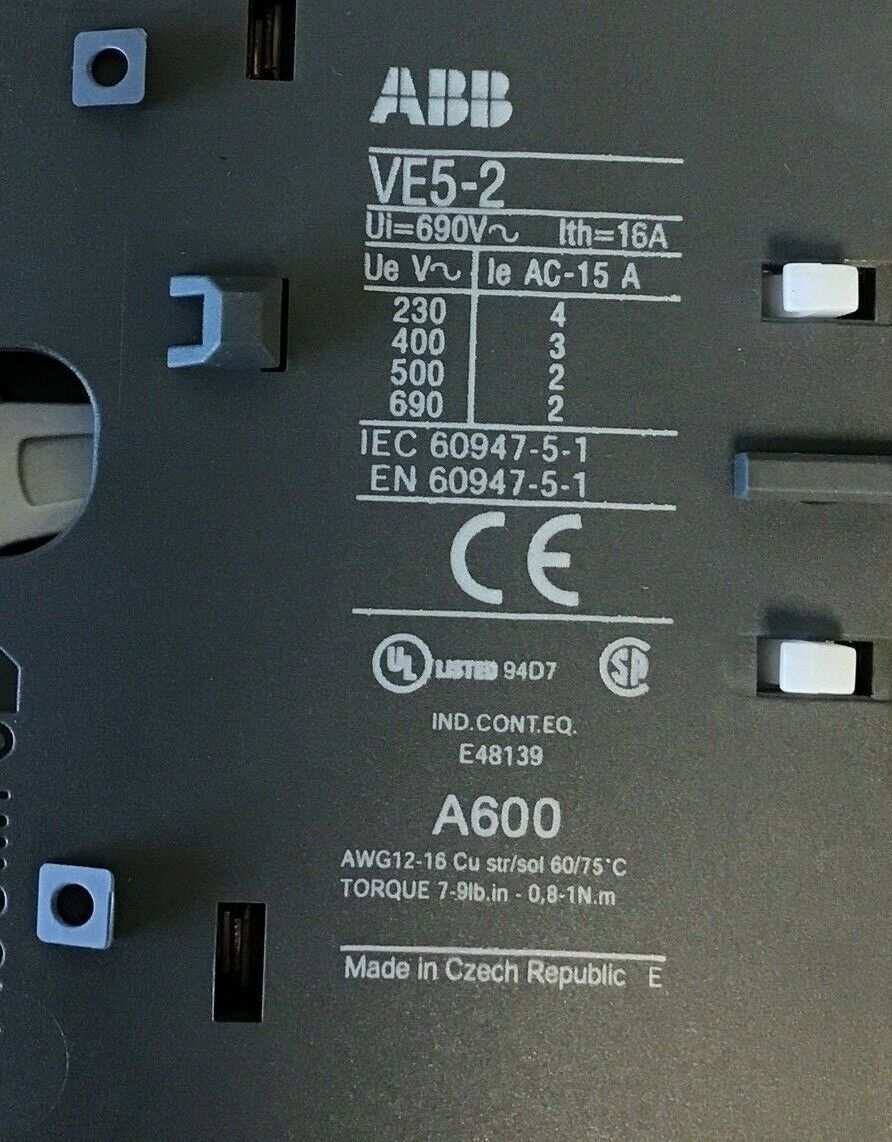 ABB
VE5-2
Ui=690V~ Ith=16A
Ue V~ Ie AC-15 A
230 4
400 3
500 2
690 2
IEC 60947-5-1
EN 60947-5-1
CE
UL LISTED 94D7 SA
IND.CONT.EQ.
E48139
A600
AWG12-16 Cu str/sol 60/75°C
TORQUE 7-9lb.in - 0,8-1N.m
Made in Czech Republic E